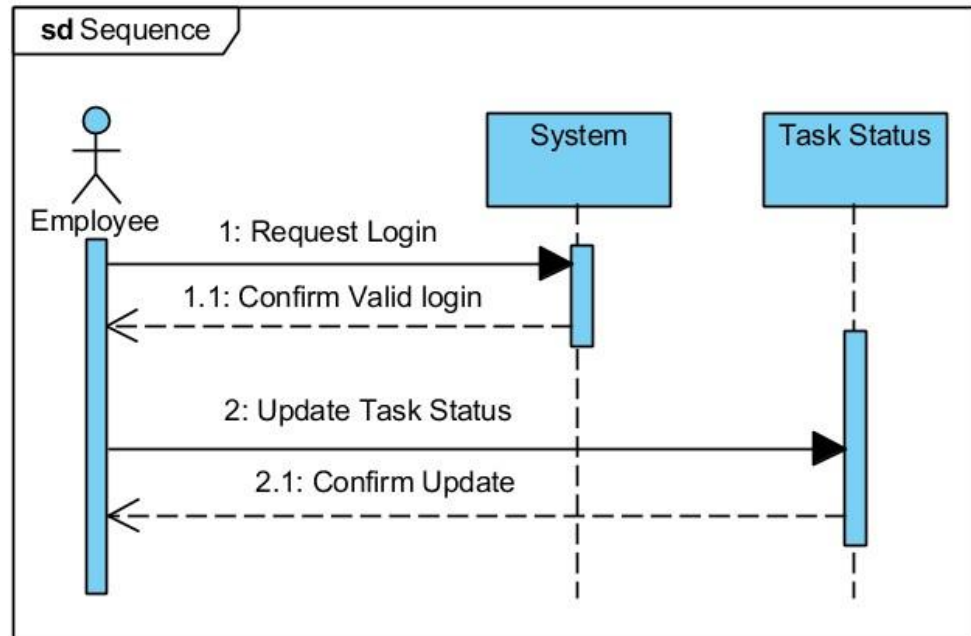 sd Sequence
System
Task Status
Employee
1: Request Login
1.1: Confirm Valid login
2: Update Task Status
2.1: Confirm Update